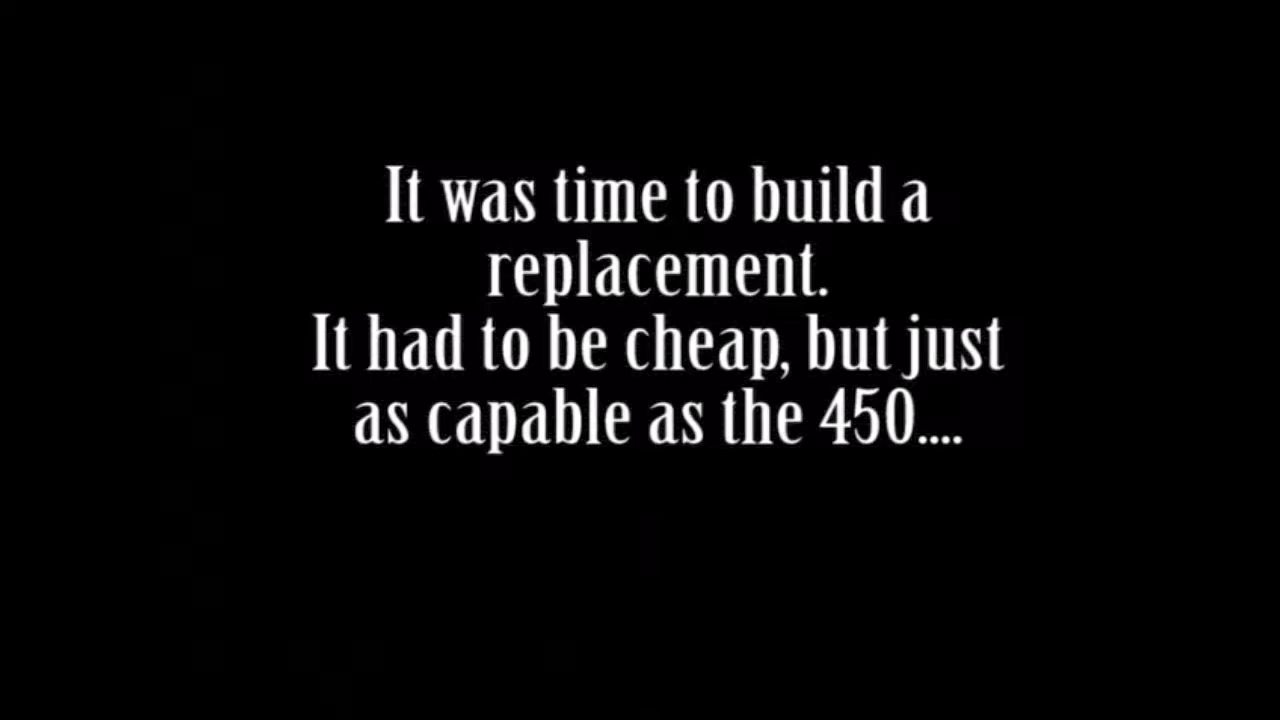 It was time to build a
replacement.
It had to be cheap, but just
as capable as the 450....